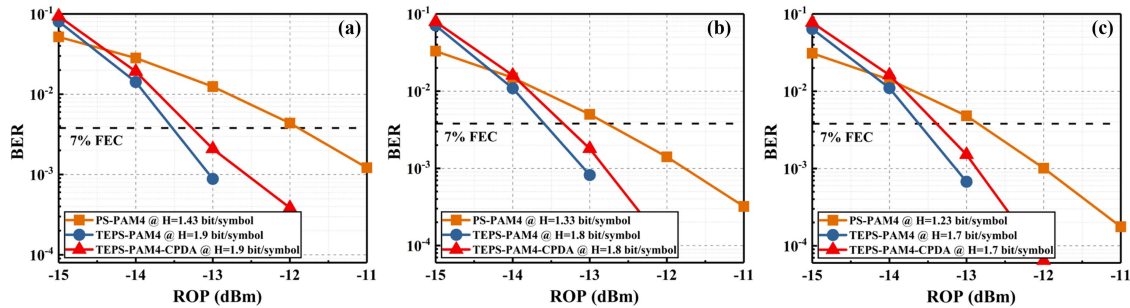 (a)
BER
10⁻¹
10⁻²
10⁻³
10⁻⁴
7% FEC
PS-PAM4 @ H=1.43 bit/symbol
TEPS-PAM4 @ H=1.9 bit/symbol
TEPS-PAM4-CPDA @ H=1.9 bit/symbol
-15 -14 -13 -12 -11
ROP (dBm)
(b)
BER
10⁻¹
10⁻²
10⁻³
10⁻⁴
7% FEC
PS-PAM4 @ H=1.33 bit/symbol
TEPS-PAM4 @ H=1.8 bit/symbol
TEPS-PAM4-CPDA @ H=1.8 bit/symbol
-15 -14 -13 -12 -11
ROP (dBm)
(c)
BER
10⁻¹
10⁻²
10⁻³
10⁻⁴
7% FEC
PS-PAM4 @ H=1.23 bit/symbol
TEPS-PAM4 @ H=1.7 bit/symbol
TEPS-PAM4-CPDA @ H=1.7 bit/symbol
-15 -14 -13 -12 -11
ROP (dBm)